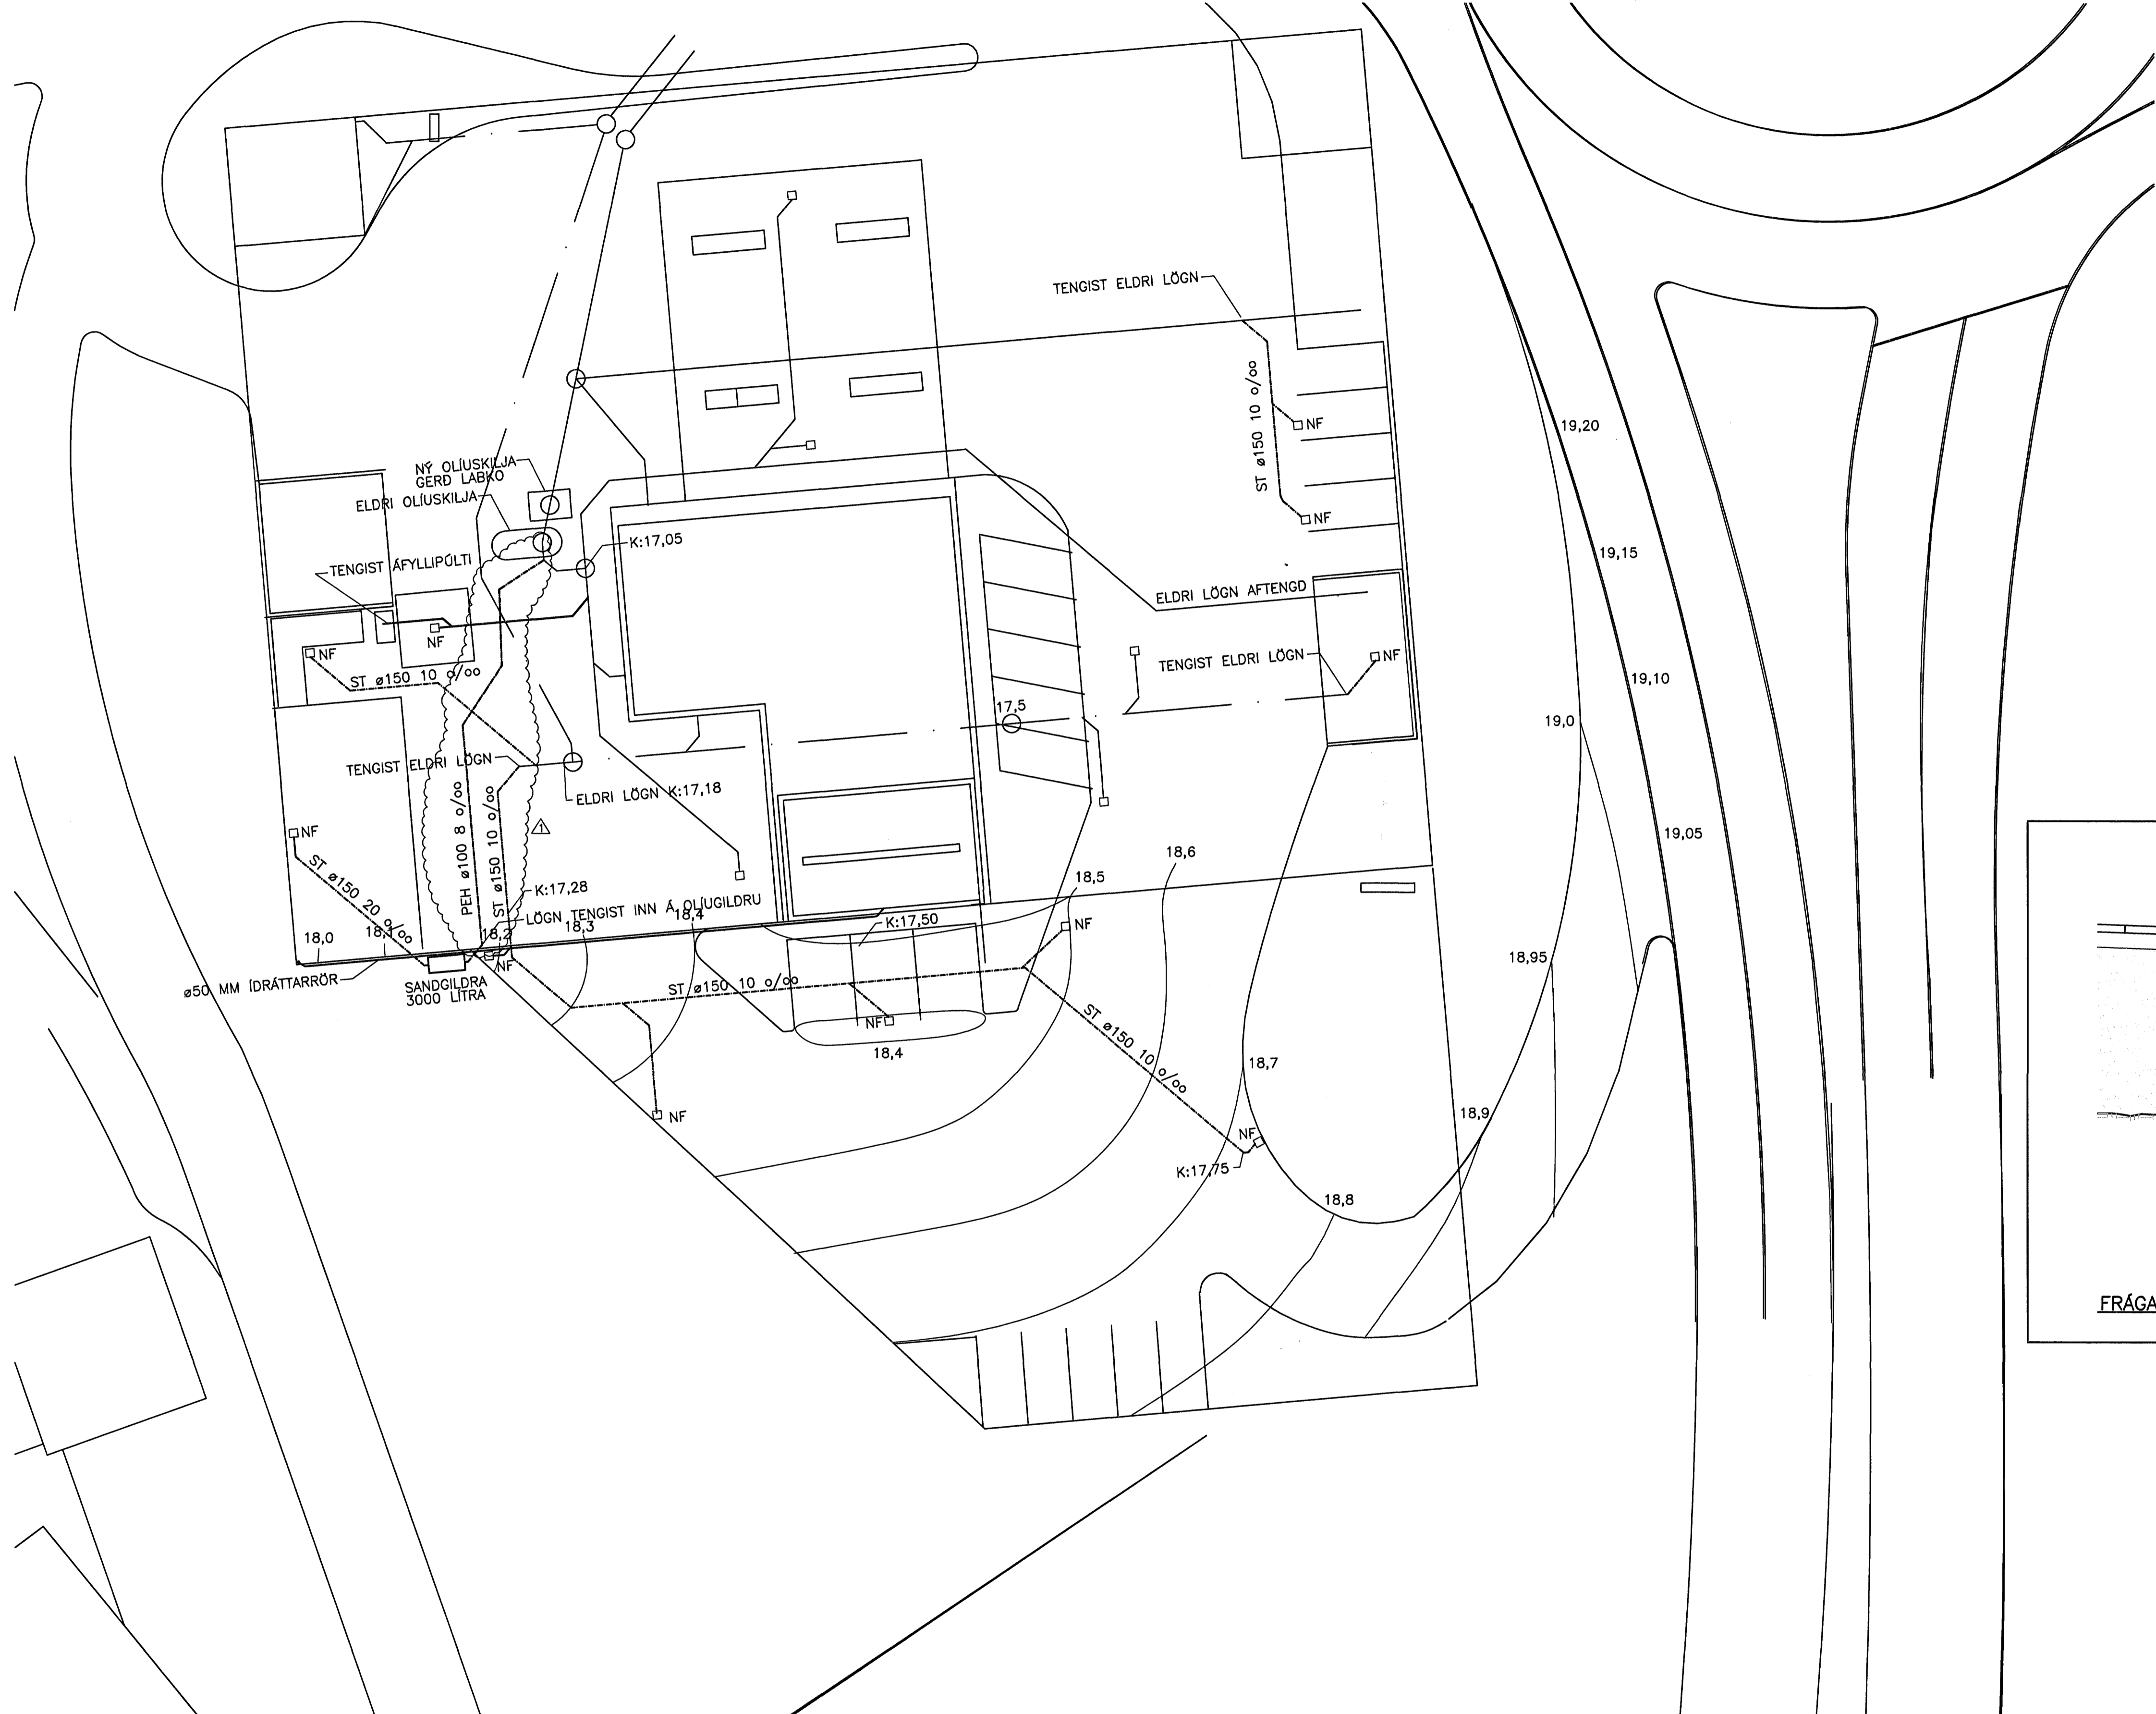 TENGIST ELDRI LÖGN
ST ø150 10 o/oo
NF
NF
19,20
19,15
19,10
19,0
19,05
NÝ OLÍUSKILJA
GERÐ LABKO
ELDRI OLÍUSKILJA
K:17,05
TENGIST ÁFYLLIPÚLTI
NF
NF
ST ø150 10 o/oo
ELDRI LÖGN AFTENGD
TENGIST ELDRI LÖGN
NF
17,5
TENGIST ELDRI LÖGN
ELDRI LÖGN K:17,18
PEH ø100 8 o/oo
ST ø150 10 o/oo
1
NF
ST ø150 20 o/oo
K:17,28
LÖGN TENGIST INN Á OLÍUGILDRU
18,0
18,1
18,2
18,3
18,4
18,5
18,6
K:17,50
NF
NF
ø50 MM ÍDRÁTTARRÖR
SANDGILDRA
3000 LÍTRA
ST ø150 10 o/oo
NF
18,4
NF
ST ø150 10 o/oo
18,7
NF
K:17,75
18,8
18,9
18,95
FRÁGA